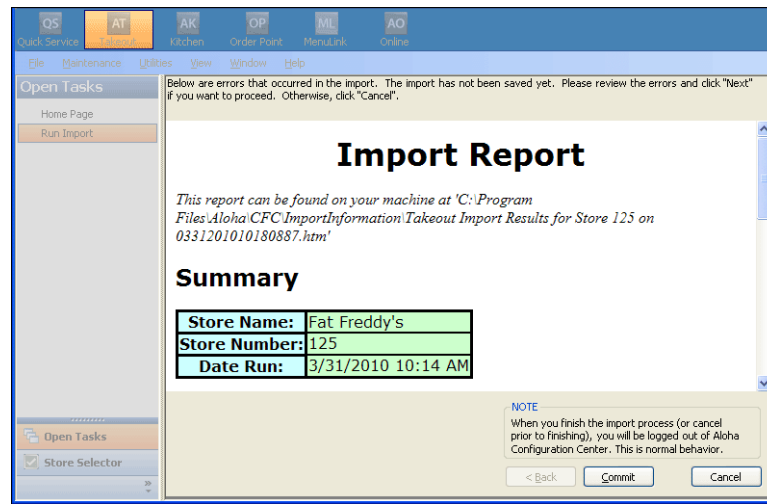 QS AT AK OP ML AO
Quick Service Takeout Kitchen Order Point MenuLink Online
File Maintenance Utilities View Window Help
Open Tasks
Home Page
Run Import
Below are errors that occurred in the import. The import has not been saved yet. Please review the errors and click "Next"
if you want to proceed. Otherwise, click "Cancel".
Import Report
This report can be found on your machine at 'C:\Program
Files\Aloha\CFC\ImportInformation\Takeout Import Results for Store 125 on
0331201010180887.htm'
Summary
Store Name: Fat Freddy's
Store Number: 125
Date Run: 3/31/2010 10:14 AM
NOTE
When you finish the import process (or cancel
prior to finishing), you will be logged out of Aloha
Configuration Center. This is normal behavior.
Open Tasks
Store Selector
< Back Commit Cancel